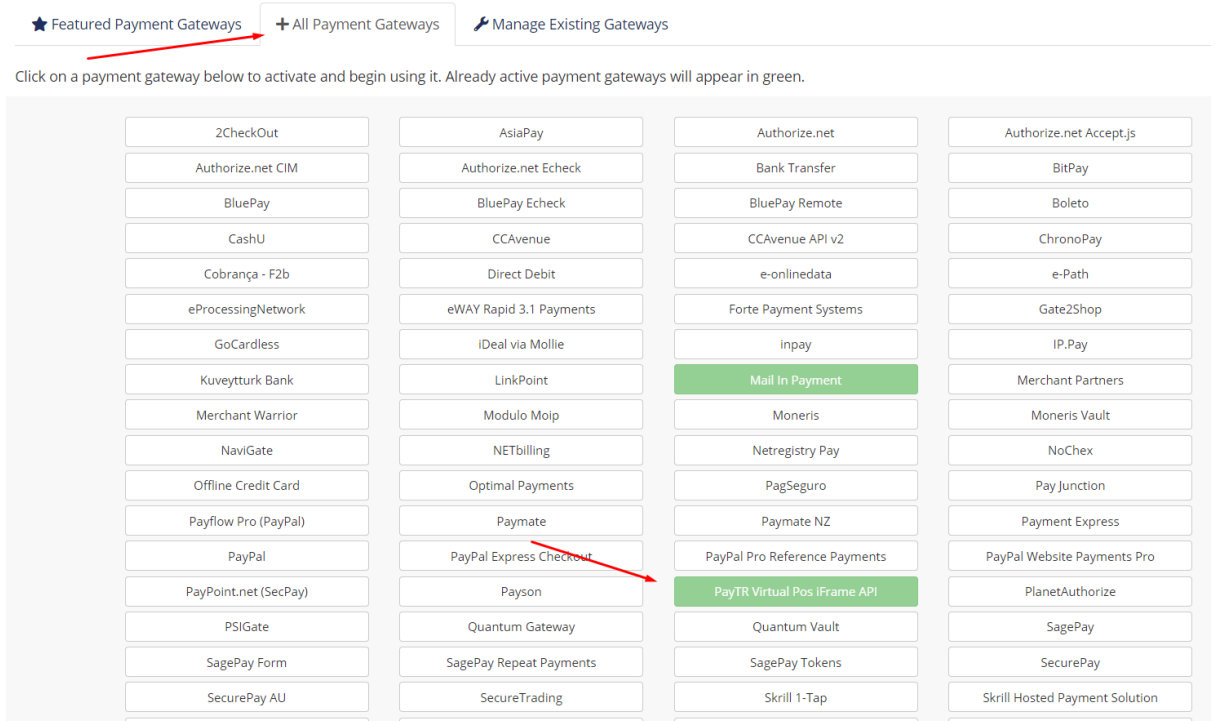 Featured Payment Gateways All Payment Gateways Manage Existing Gateways
Click on a payment gateway below to activate and begin using it. Already active payment gateways will appear in green.
2CheckOut AsiaPay Authorize.net Authorize.net Accept.js
Authorize.net CIM Authorize.net Echeck Bank Transfer BitPay
BluePay BluePay Echeck BluePay Remote Boleto
CashU CCAvenue CCAvenue API v2 ChronoPay
Cobrança - F2b Direct Debit e-onlinedata e-Path
eProcessingNetwork eWAY Rapid 3.1 Payments Forte Payment Systems Gate2Shop
GoCardless iDeal via Mollie inpay IP.Pay
Kuveytturk Bank LinkPoint Mail In Payment Merchant Partners
Merchant Warrior Modulo Moip Moneris Moneris Vault
NaviGate NETbilling Netregistry Pay NoChex
Offline Credit Card Optimal Payments PagSeguro Pay Junction
Payflow Pro (PayPal) Paymate Paymate NZ Payment Express
PayPal PayPal Express Checkout PayPal Pro Reference Payments PayPal Website Payments Pro
PayPoint.net (SecPay) Payson PayTR Virtual Pos iFrame API PlanetAuthorize
PSIGate Quantum Gateway Quantum Vault SagePay
SagePay Form SagePay Repeat Payments SagePay Tokens SecurePay
SecurePay AU SecureTrading Skrill 1-Tap Skrill Hosted Payment Solution